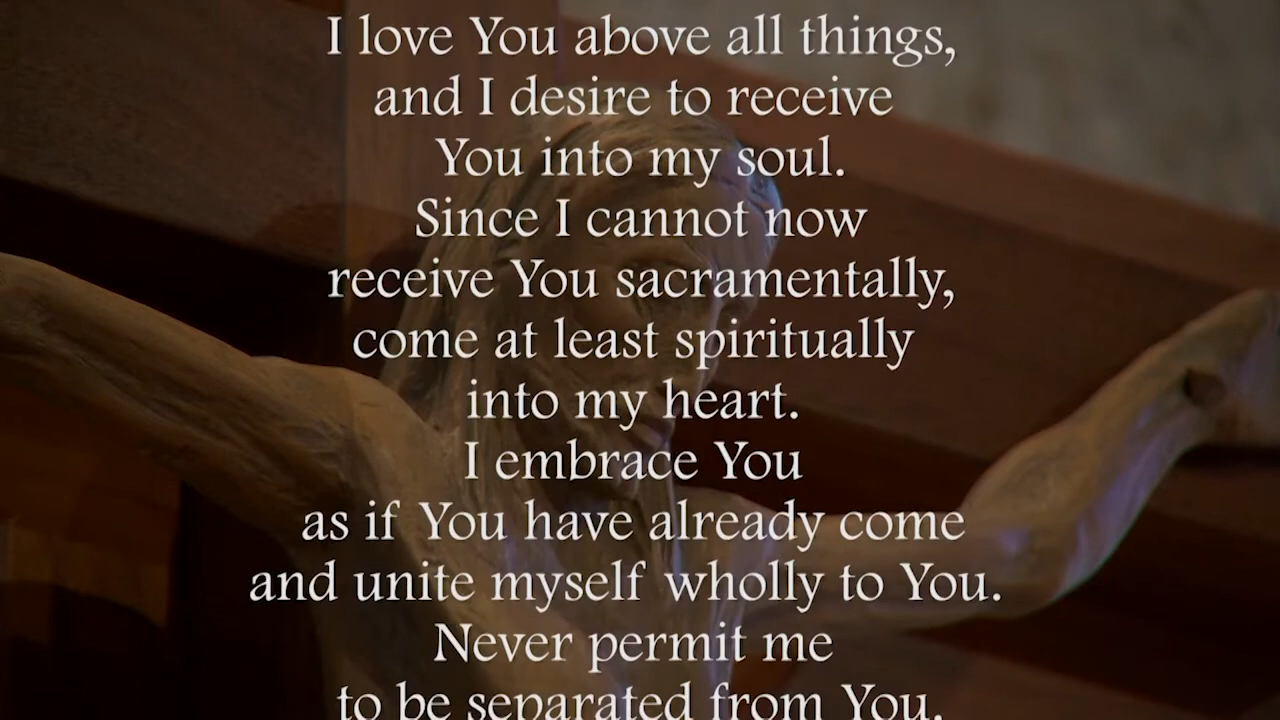 I love You above all things,
and I desire to receive
You into my soul.
Since I cannot now
receive You sacramentally,
come at least spiritually
into my heart.
I embrace You
as if You have already come
and unite myself wholly to You.
Never permit me
to be separated from You.